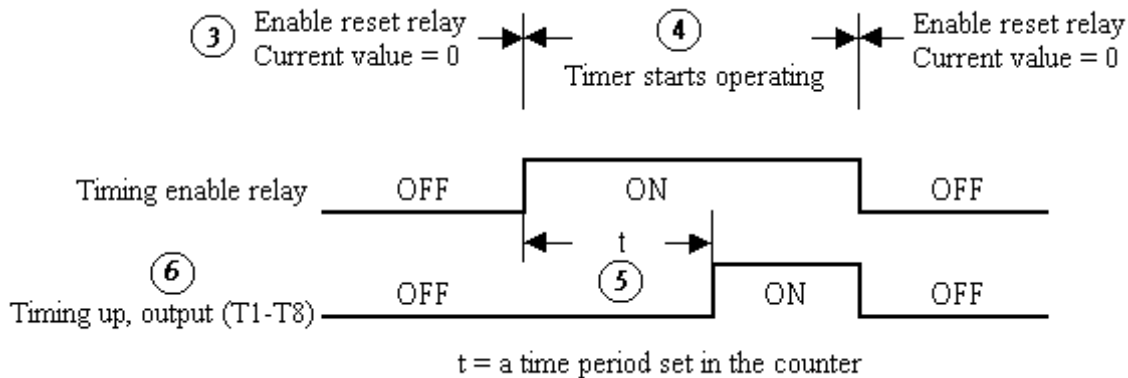 3 Enable reset relay
Current value = 0
4
Timer starts operating
Enable reset relay
Current value = 0
Timing enable relay OFF ON OFF
t
5
6
Timing up, output (T1-T8) OFF ON OFF
t = a time period set in the counter